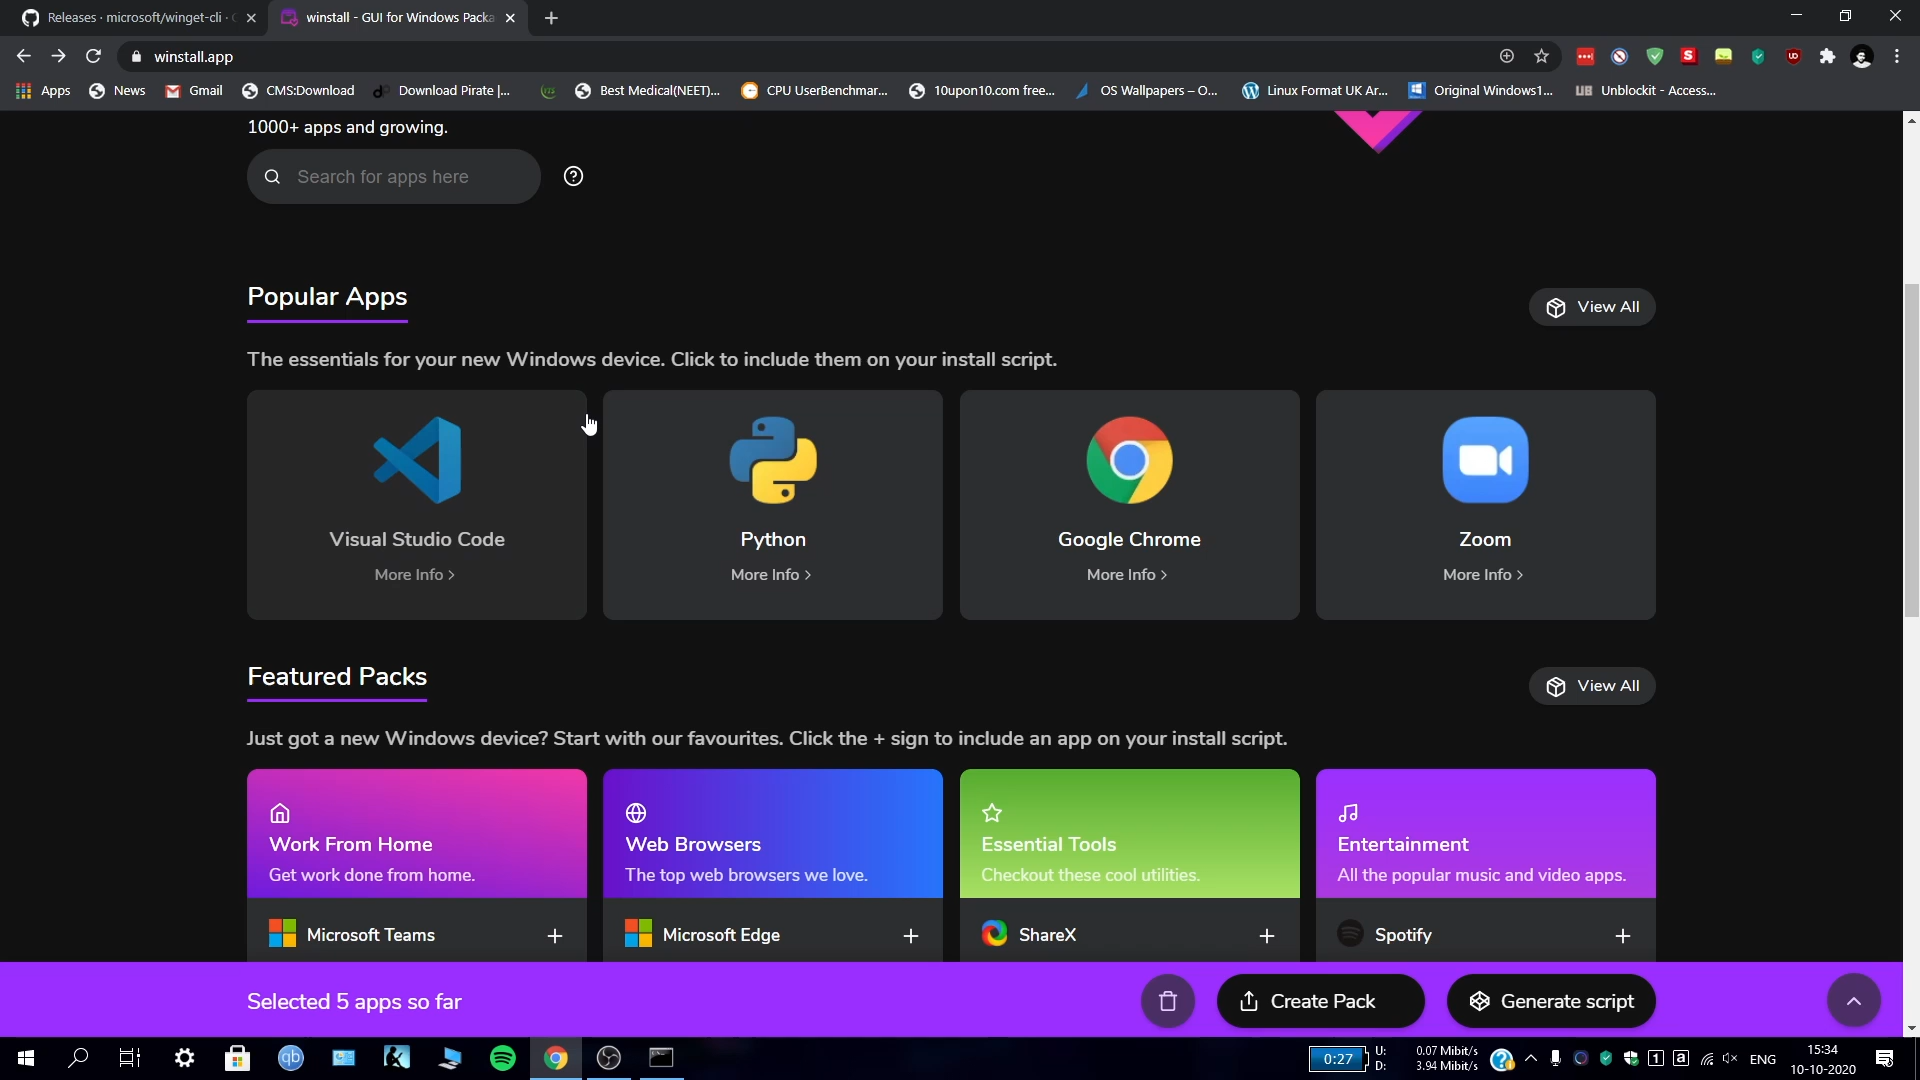 Releases · microsoft/winget-cli ·
winstall - GUI for Windows Packa
winstall.app
Apps
News
Gmail
CMS:Download
Download Pirate |...
Best Medical(NEET)...
CPU UserBenchmar...
10upon10.com free...
OS Wallpapers – O...
Linux Format UK Ar...
Original Windows1...
UB
Unblockit - Access...
1000+ apps and growing.
Search for apps here
Popular Apps
View All
The essentials for your new Windows device. Click to include them on your install script.
Visual Studio Code
More Info >
Python
More Info >
Google Chrome
More Info >
Zoom
More Info >
Featured Packs
View All
Just got a new Windows device? Start with our favourites. Click the + sign to include an app on your install script.
Work From Home
Get work done from home.
Web Browsers
The top web browsers we love.
Essential Tools
Checkout these cool utilities.
Entertainment
All the popular music and video apps.
Microsoft Teams +
Microsoft Edge +
ShareX +
Spotify +
Selected 5 apps so far
Create Pack
Generate script
qb
0:27
U: 0.07 Mibit/s
D: 3.94 Mibit/s
1
a
ENG
15:34
10-10-2020